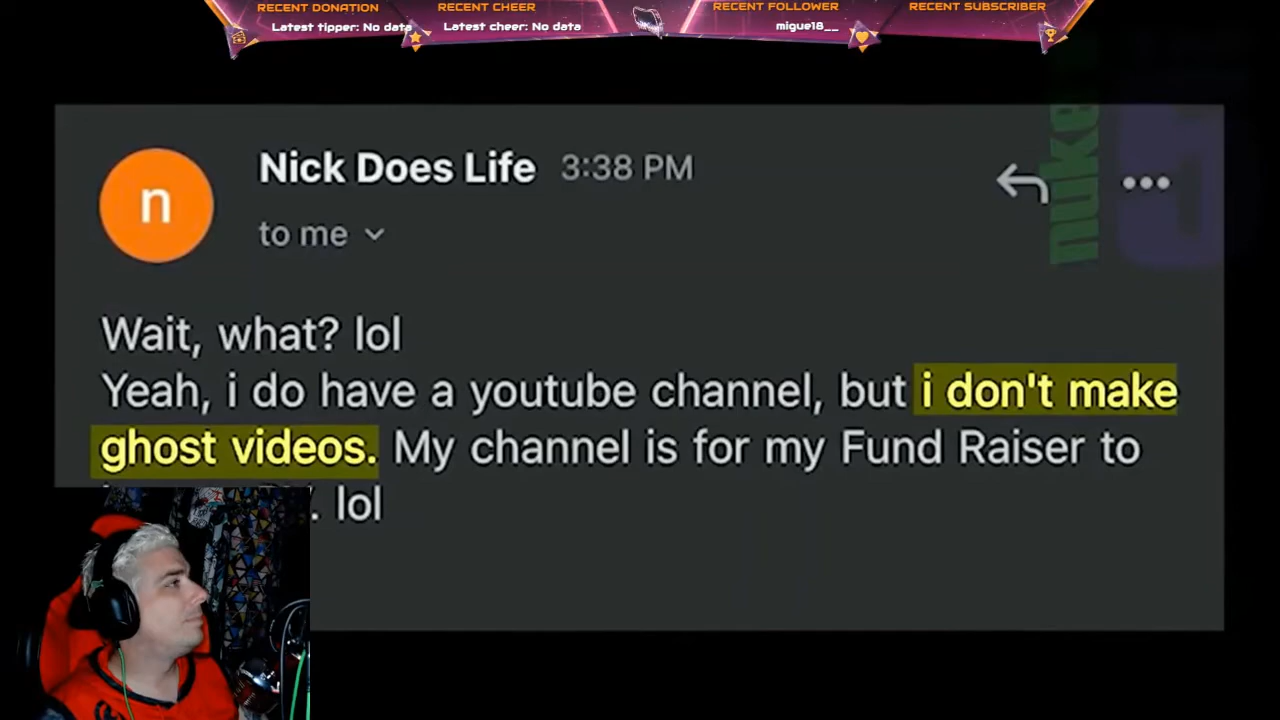 RECENT DONATION
Latest tipper: No data
RECENT CHEER
Latest cheer: No data
RECENT FOLLOWER
migue18__
RECENT SUBSCRIBER
nuke
5
n
Nick Does Life 3:38 PM
to me
Wait, what? lol
Yeah, i do have a youtube channel, but i don't make
ghost videos. My channel is for my Fund Raiser to
. lol